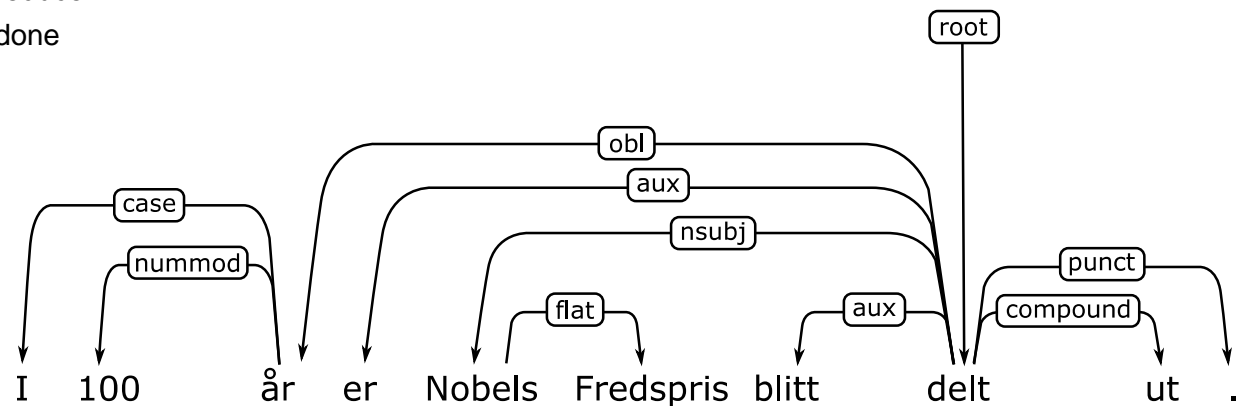 done
root
obl
aux
case
nsubj
nummod
punct
flat
aux
compound
I 100 år er Nobels Fredspris blitt delt ut .